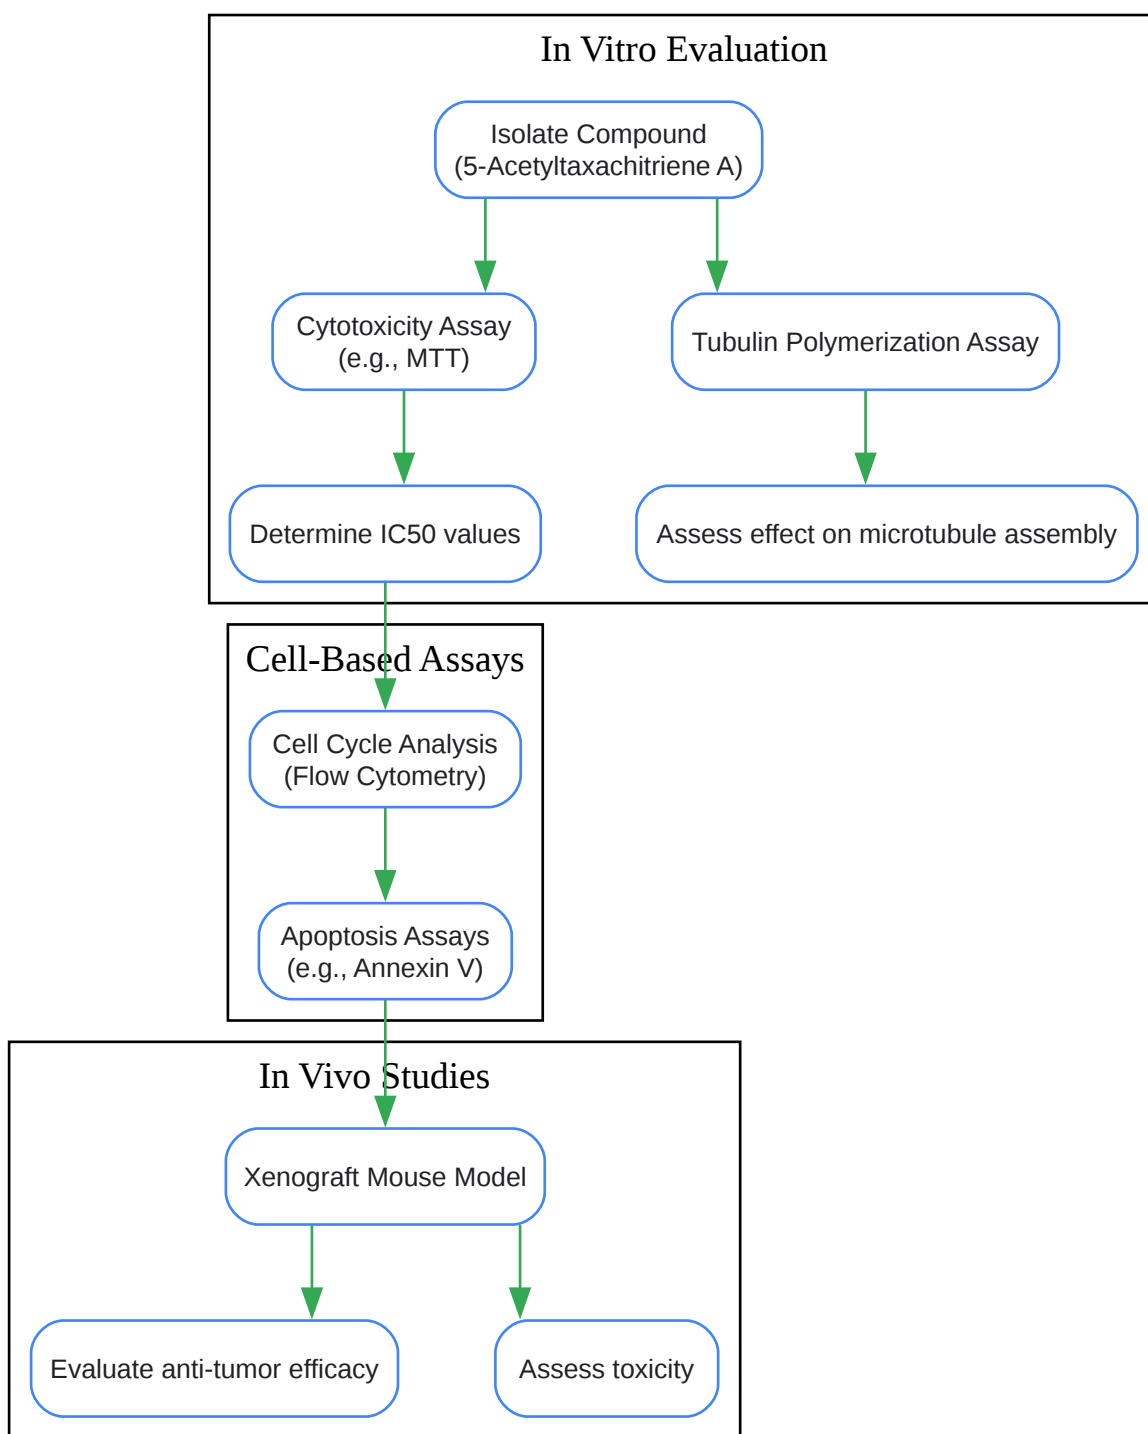 In Vitro Evaluation
Isolate Compound
(5-Acetyltaxachitriene A)
Cytotoxicity Assay
(e.g., MTT)
Tubulin Polymerization Assay
Determine IC50 values
Assess effect on microtubule assembly
Cell-Based Assays
Cell Cycle Analysis
(Flow Cytometry)
Apoptosis Assays
(e.g., Annexin V)
In Vivo Studies
Xenograft Mouse Model
Evaluate anti-tumor efficacy
Assess toxicity